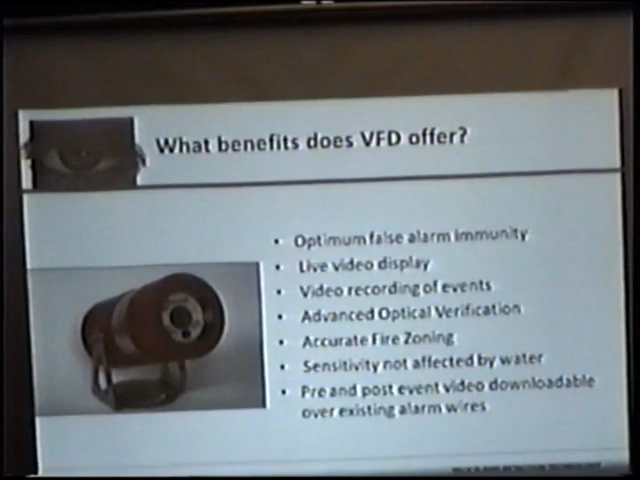 What benefits does VFD offer?
• Optimum false alarm immunity
• Live video display
• Video recording of events
• Advanced Optical Verification
• Accurate Fire Zoning
• Sensitivity not affected by water
• Pre and post event video downloadable
over existing alarm wires